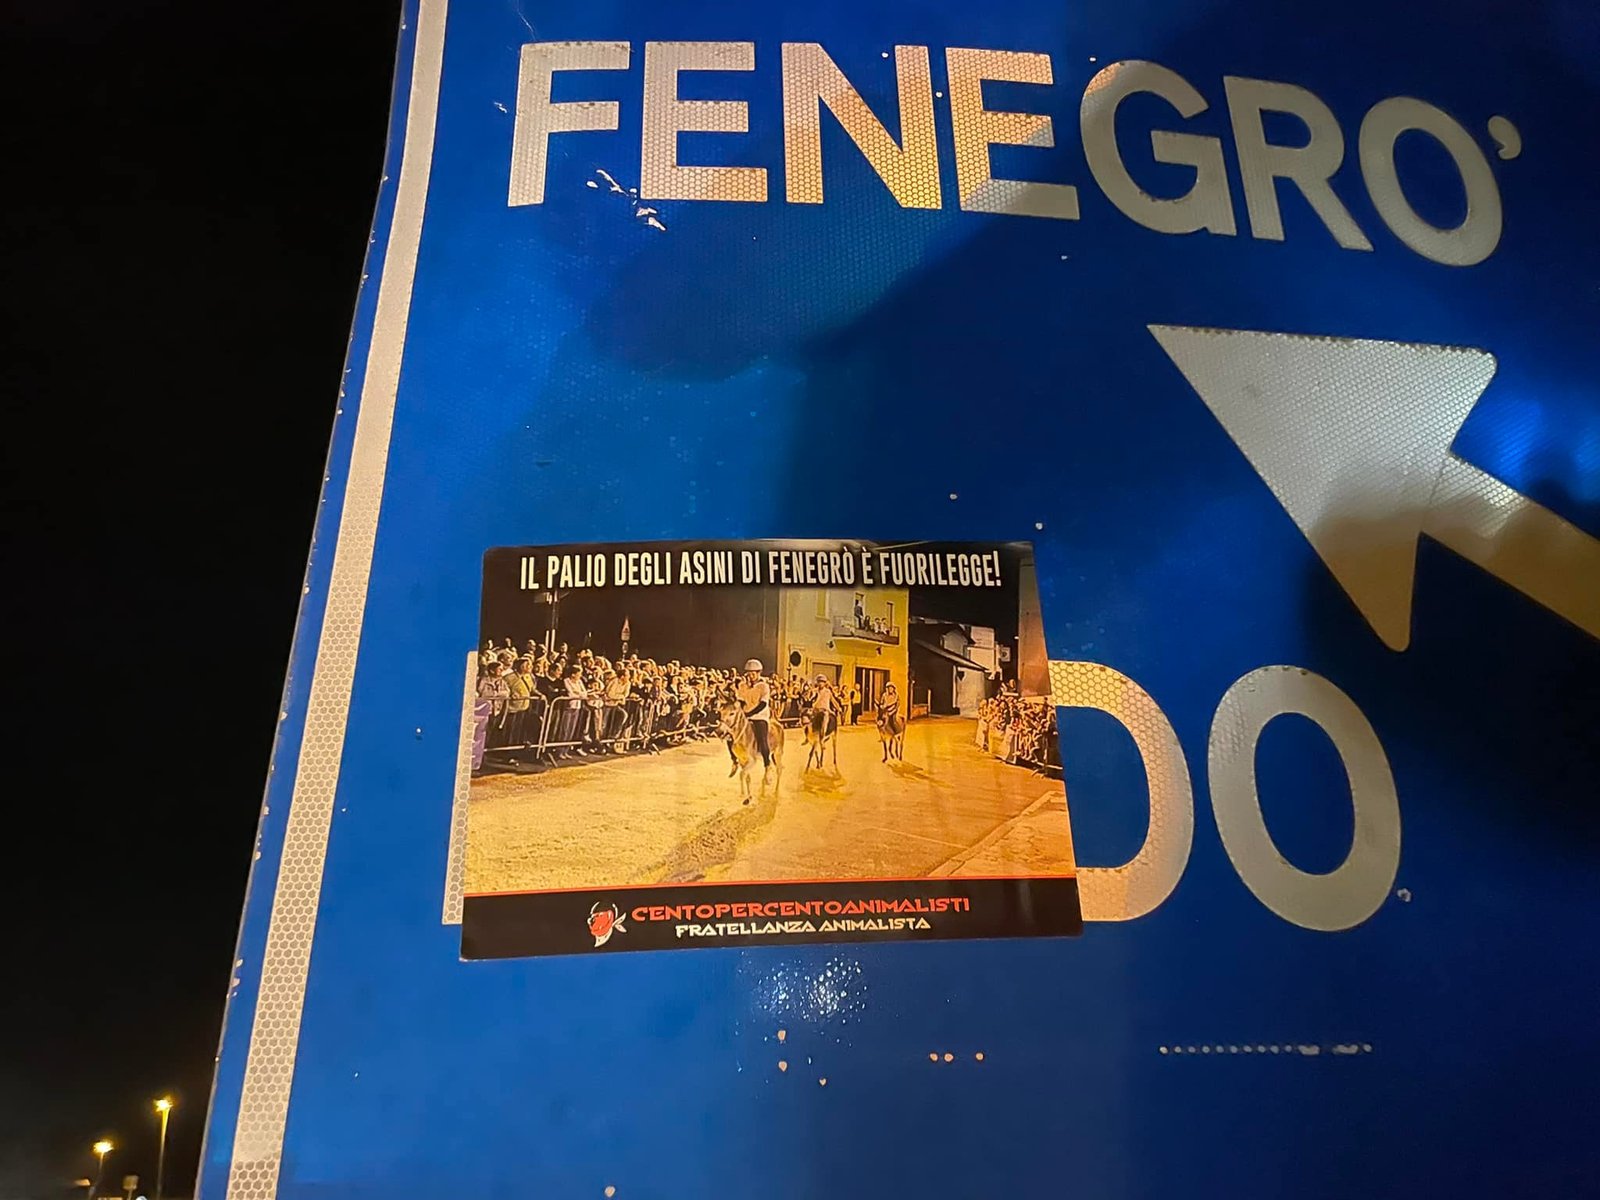 FENEGRO'
IL PALIO DEGLI ASINI DI FENEGRÒ È FUORILEGGE!
DO
CENTOPERCENTOANIMALISTI
FRATELLANZA ANIMALISTA